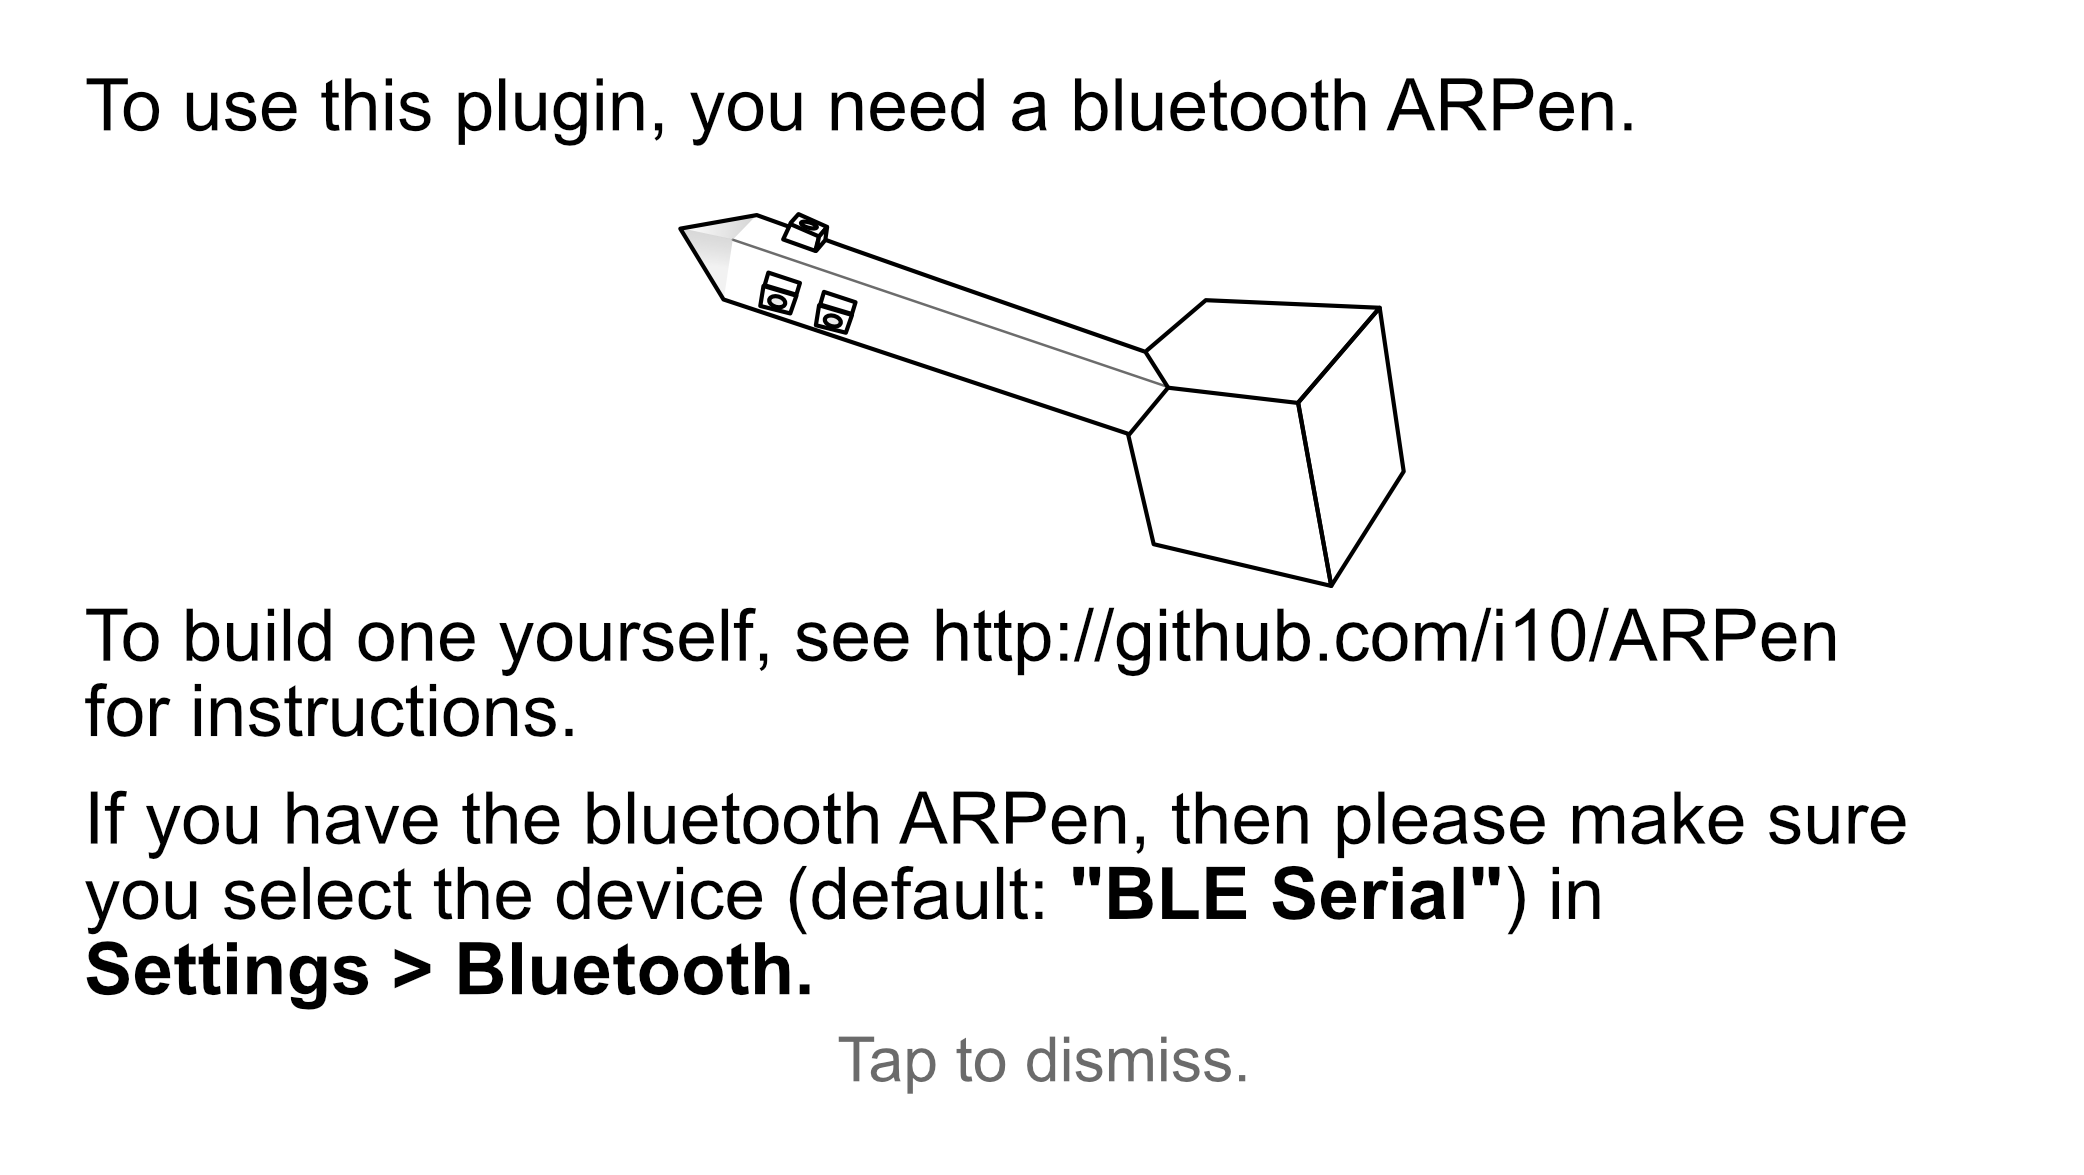 To use this plugin, you need a bluetooth ARPen.
To build one yourself, see http://github.com/i10/ARPen
for instructions.
If you have the bluetooth ARPen, then please make sure
you select the device (default: "BLE Serial") in
Settings > Bluetooth.
Tap to dismiss.